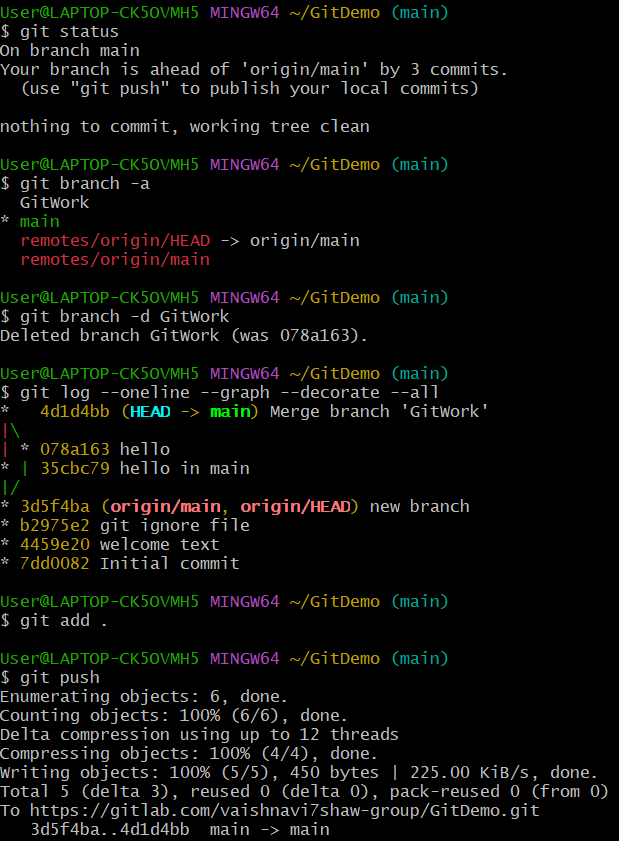 User@LAPTOP-CK5OVMH5 MINGW64 ~/GitDemo (main)
$ git status
On branch main
Your branch is ahead of 'origin/main' by 3 commits.
  (use "git push" to publish your local commits)

nothing to commit, working tree clean

User@LAPTOP-CK5OVMH5 MINGW64 ~/GitDemo (main)
$ git branch -a
  GitWork
* main
  remotes/origin/HEAD -> origin/main
  remotes/origin/main

User@LAPTOP-CK5OVMH5 MINGW64 ~/GitDemo (main)
$ git branch -d GitWork
Deleted branch GitWork (was 078a163).

User@LAPTOP-CK5OVMH5 MINGW64 ~/GitDemo (main)
$ git log --oneline --graph --decorate --all
*   4d1d4bb (HEAD -> main) Merge branch 'GitWork'
|\
| * 078a163 hello
* | 35cbc79 hello in main
|/
* 3d5f4ba (origin/main, origin/HEAD) new branch
* b2975e2 git ignore file
* 4459e20 welcome text
* 7dd0082 Initial commit

User@LAPTOP-CK5OVMH5 MINGW64 ~/GitDemo (main)
$ git add .

User@LAPTOP-CK5OVMH5 MINGW64 ~/GitDemo (main)
$ git push
Enumerating objects: 6, done.
Counting objects: 100% (6/6), done.
Delta compression using up to 12 threads
Compressing objects: 100% (4/4), done.
Writing objects: 100% (5/5), 450 bytes | 225.00 KiB/s, done.
Total 5 (delta 3), reused 0 (delta 0), pack-reused 0 (from 0)
To https://gitlab.com/vaishnavi7shaw-group/GitDemo.git
   3d5f4ba..4d1d4bb  main -> main